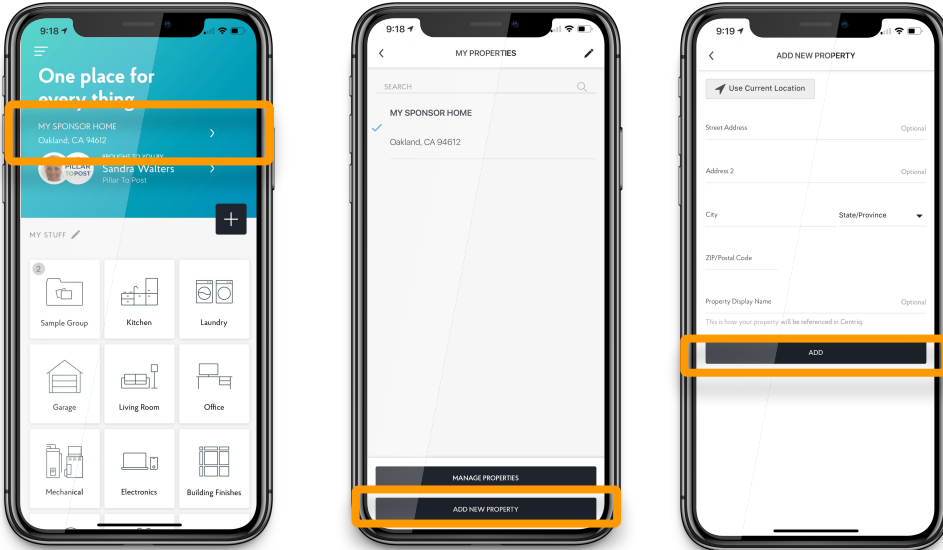 9:18
One place for
every thing
MY SPONSOR HOME
Oakland, CA 94612
BROUGHT TO YOU BY
PILLAR
TOPOST
Sandra Walters
Pillar To Post
+
MY STUFF
2
Sample Group
Kitchen
Laundry
Garage
Living Room
Office
Mechanical
Electronics
Building Finishes
9:18
MY PROPERTIES
SEARCH
MY SPONSOR HOME
Oakland, CA 94612
MANAGE PROPERTIES
ADD NEW PROPERTY
9:19
ADD NEW PROPERTY
Use Current Location
Street Address Optional
Address 2 Optional
City State/Province
ZIP/Postal Code
Property Display Name Optional
This is how your property will be referenced in Centriq.
ADD